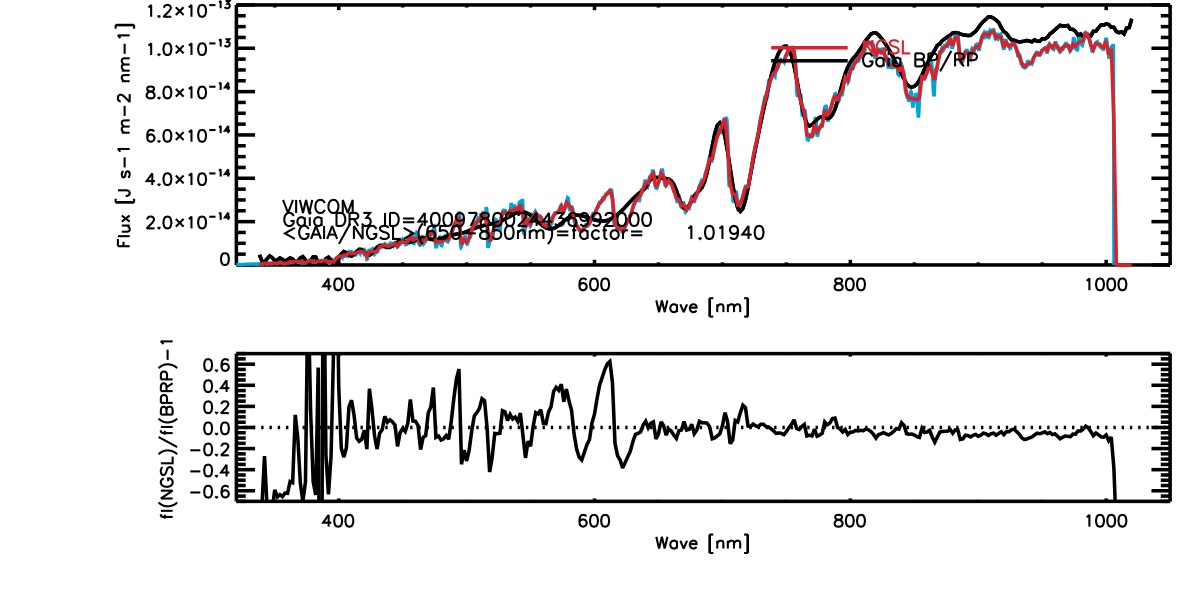 1.2×10⁻¹³
1.0×10⁻¹³
8.0×10⁻¹⁴
6.0×10⁻¹⁴
4.0×10⁻¹⁴
2.0×10⁻¹⁴
0
Flux [J s−1 m−2 nm−1]
NGSL
Gaia BP/RP
VIWCOM
Gaia DR3
<GAIA/NGSL>(650−850nm)=factor= 1.01940
400 600 800 1000
Wave [nm]
fl(NGSL)/fl(BPRP)−1
0.6
0.4
0.2
0.0
−0.2
−0.4
−0.6
400 600 800 1000
Wave [nm]